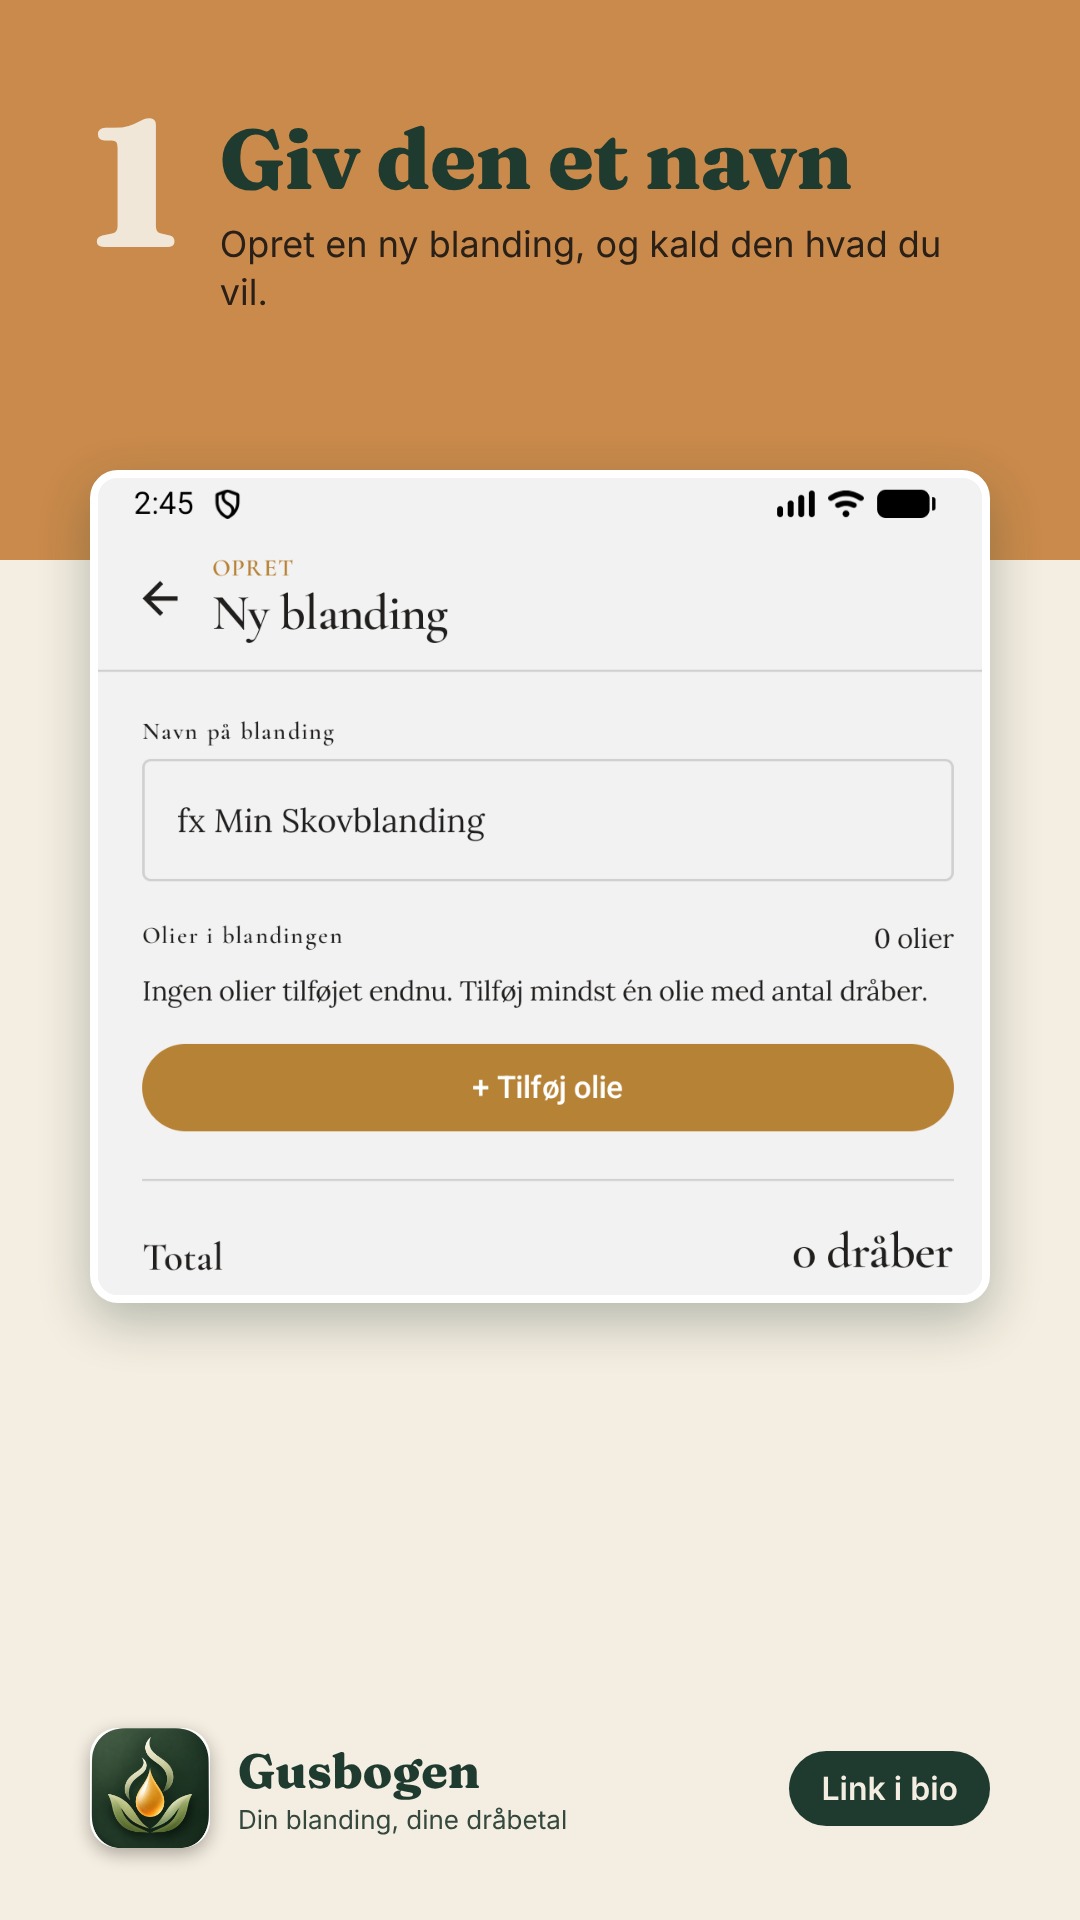 1
Giv den et navn
Opret en ny blanding, og kald den hvad du
vil.
2:45
OPRET
Ny blanding
Navn på blanding
fx Min Skovblanding
Olier i blandingen
0 olier
Ingen olier tilføjet endnu. Tilføj mindst én olie med antal dråber.
+ Tilføj olie
Total
0 dråber
Gusbogen
Din blanding, dine dråbetal
Link i bio